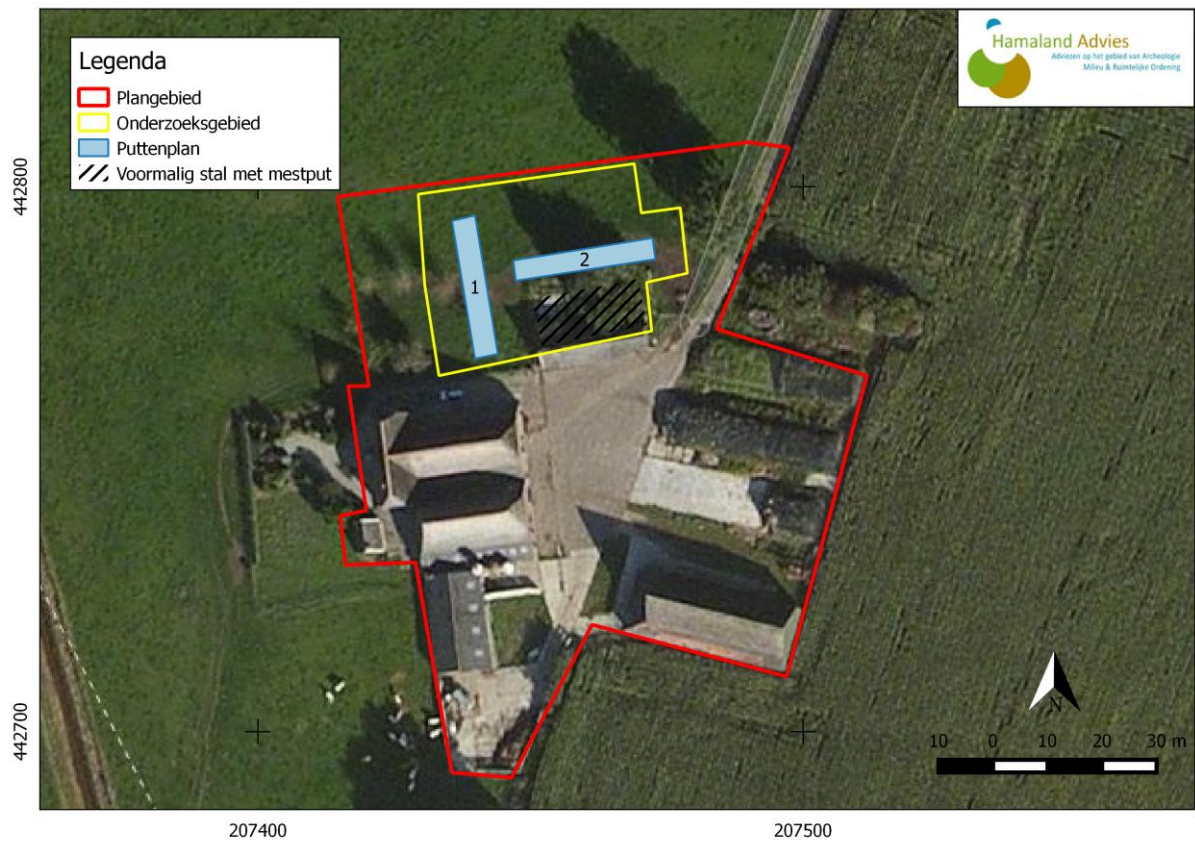 Legenda
Plangebied
Onderzoeksgebied
Puttenplan
Voormalig stal met mestput
Hamaland Advies
Adviezen op het gebied van Archeologie
Milieu & Ruimtelijke Ordening
442800
442700
1
2
N
10 0 10 20 30 m
207400 207500